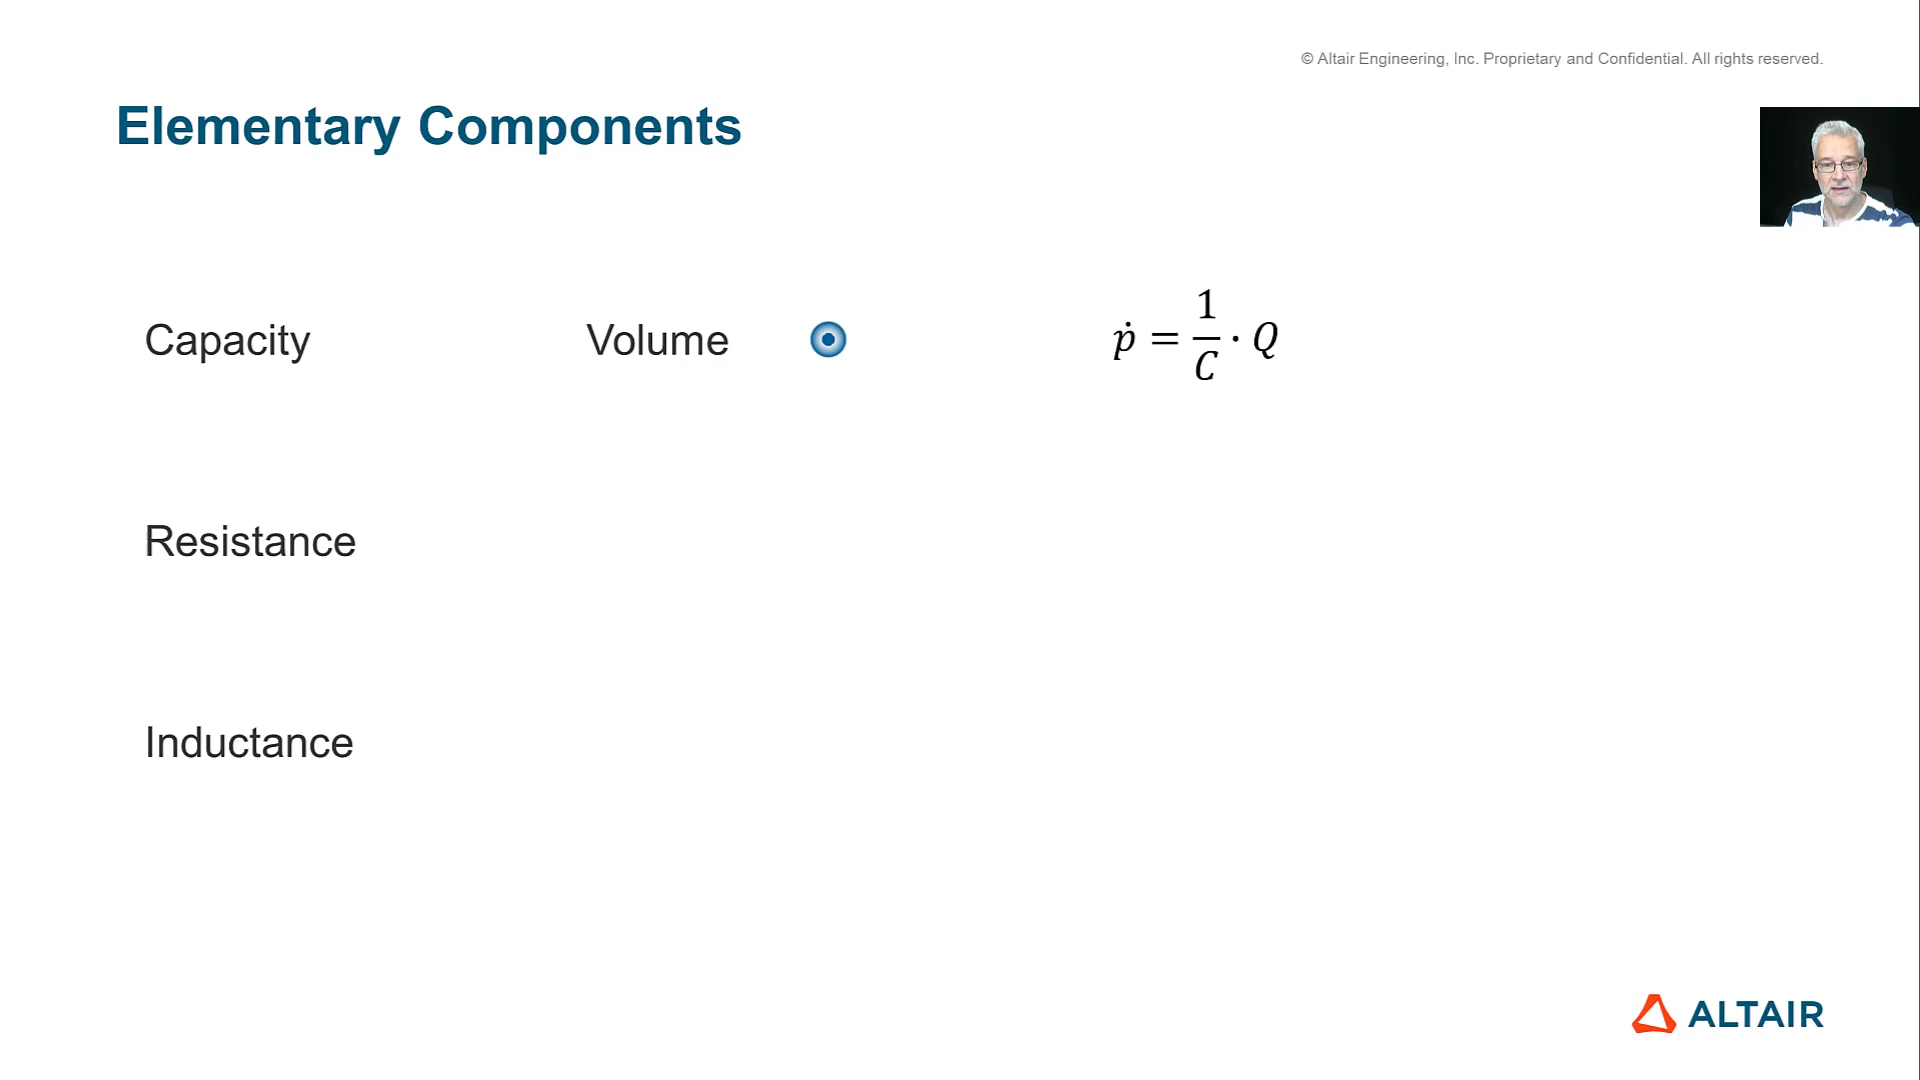 © Altair Engineering, Inc. Proprietary and Confidential. All rights reserved.
Elementary Components
Capacity Volume ṗ = 1/C · Q
Resistance
Inductance
ALTAIR